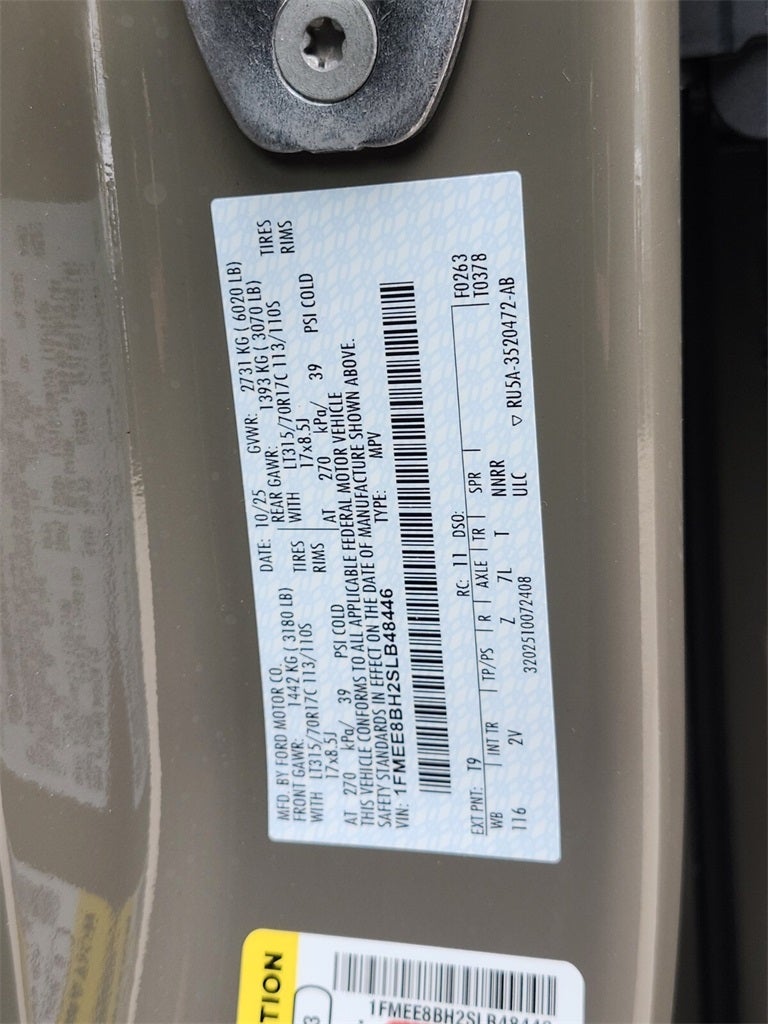 MFD. BY FORD MOTOR CO.
DATE: 10/25 GVWR: 2731 KG ( 6020 LB)
FRONT GAWR: 1442 KG ( 3180 LB)
REAR GAWR: 1393 KG ( 3070 LB)
WITH LT315/70R17C 113/110S TIRES
WITH LT315/70R17C 113/110S TIRES
17x8.5J RIMS
17x8.5J RIMS
AT 270 kPa/ 39 PSI COLD
AT 270 kPa/ 39 PSI COLD
THIS VEHICLE CONFORMS TO ALL APPLICABLE FEDERAL MOTOR VEHICLE
SAFETY STANDARDS IN EFFECT ON THE DATE OF MANUFACTURE SHOWN ABOVE.
VIN: 1FMEE8BH2SLB48446 TYPE: MPV
F0263
EXT PNT: T9 RC: 11 DSO: T0378
WB INT TR TP/PS R AXLE TR SPR
116 2V Z 7L T NNRR
ULC
3202510072408 ▽ RU5A-3520472-AB
TION
1FMEE8BH2SLB48446